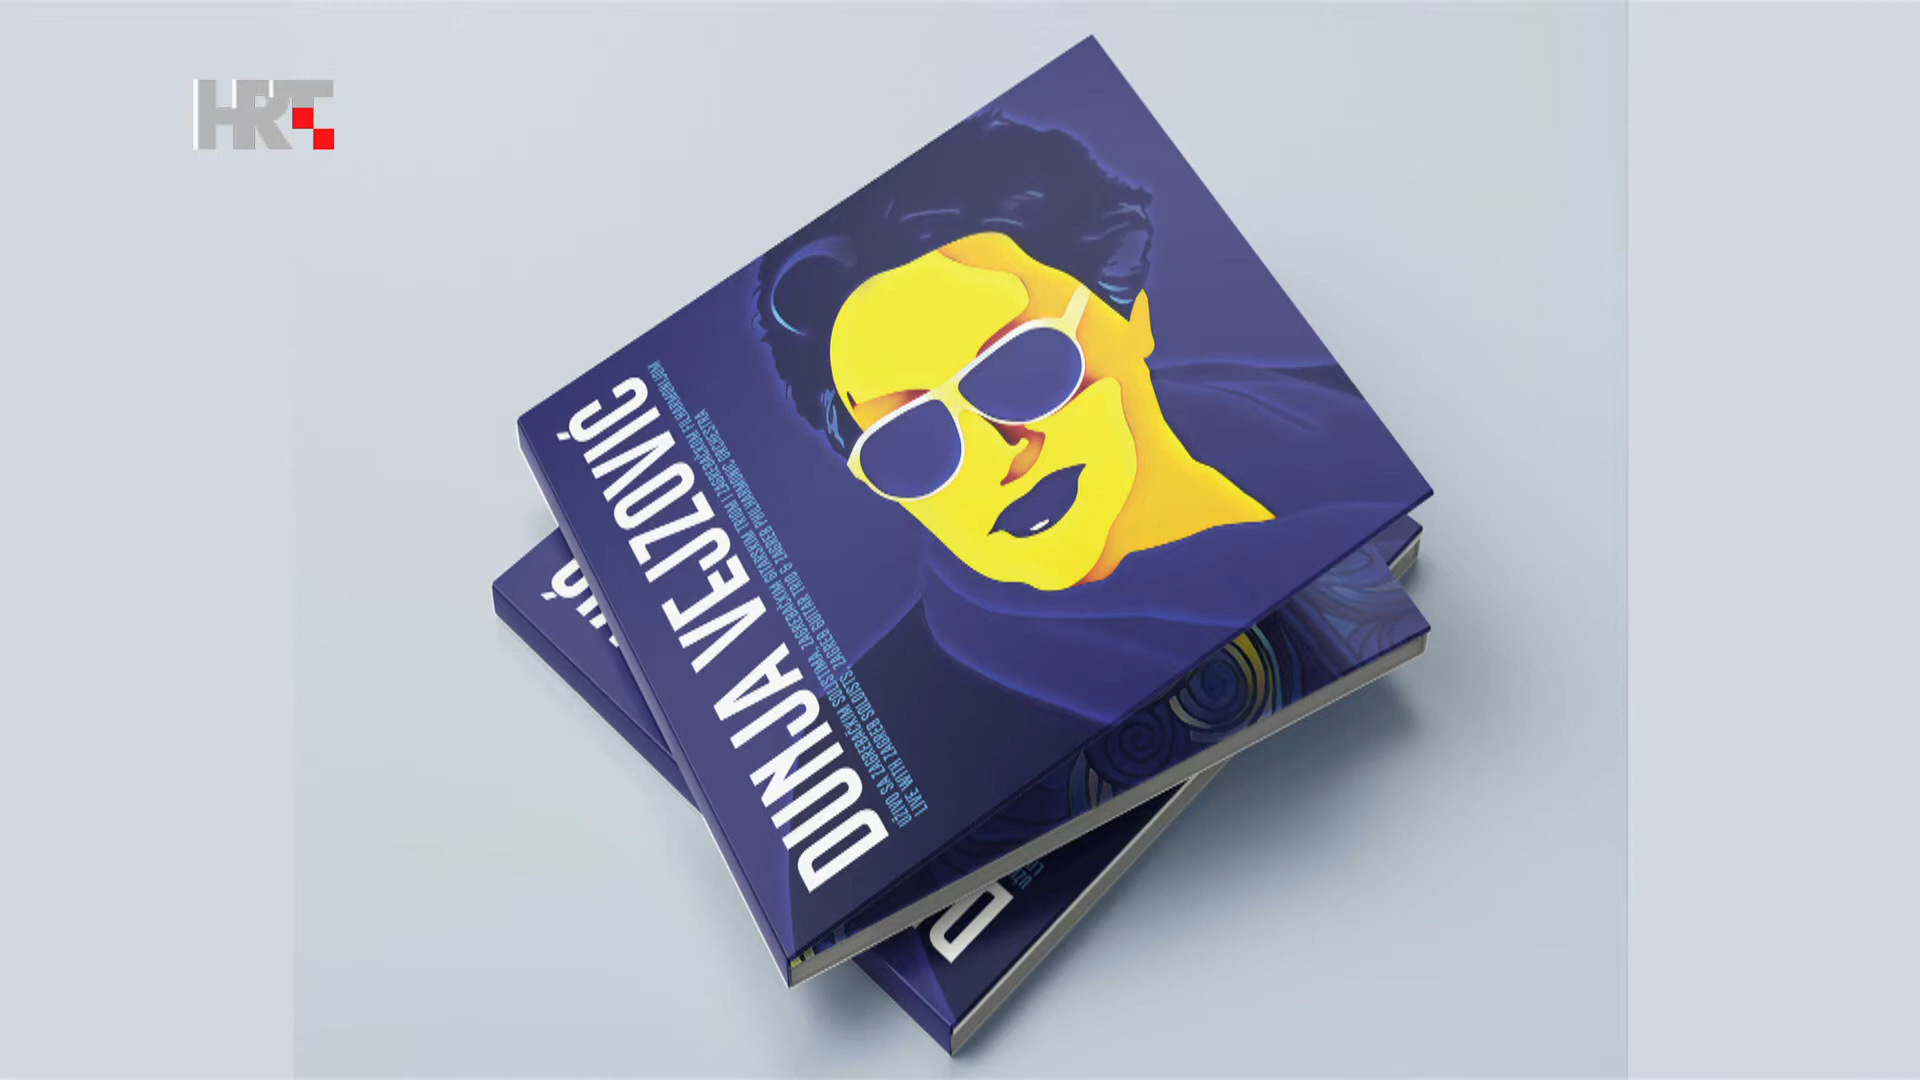 HRT
DUNJA VEJZOVIĆ
UŽIVO SA ZAGREBAČKIM SOLISTIMA, ZAGREBAČKIM GITARSKIM TRIOM I ZAGREBAČKOM FILHARMONIJOM
LIVE WITH ZAGREB SOLOISTS, ZAGREB GUITAR TRIO & ZAGREB PHILHARMONIC ORCHESTRA